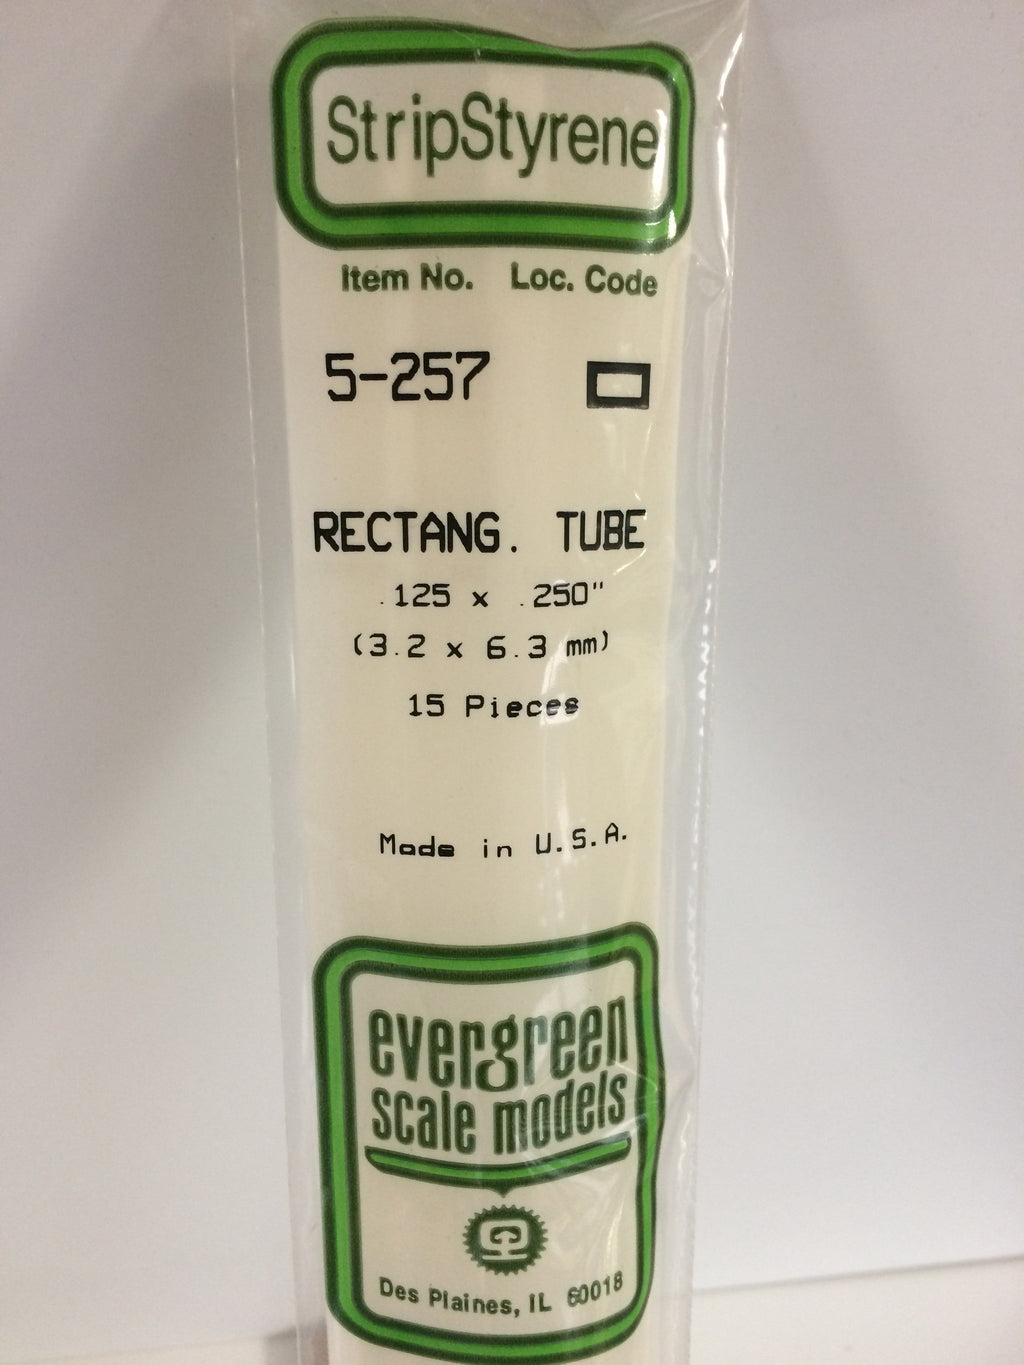 StripStyrene
Item No. Loc. Code
5-257
RECTANG. TUBE
.125 x .250"
(3.2 x 6.3 mm)
15 Pieces
Made in U.S.A.
evergreen
scale models
Des Plaines, IL 60018